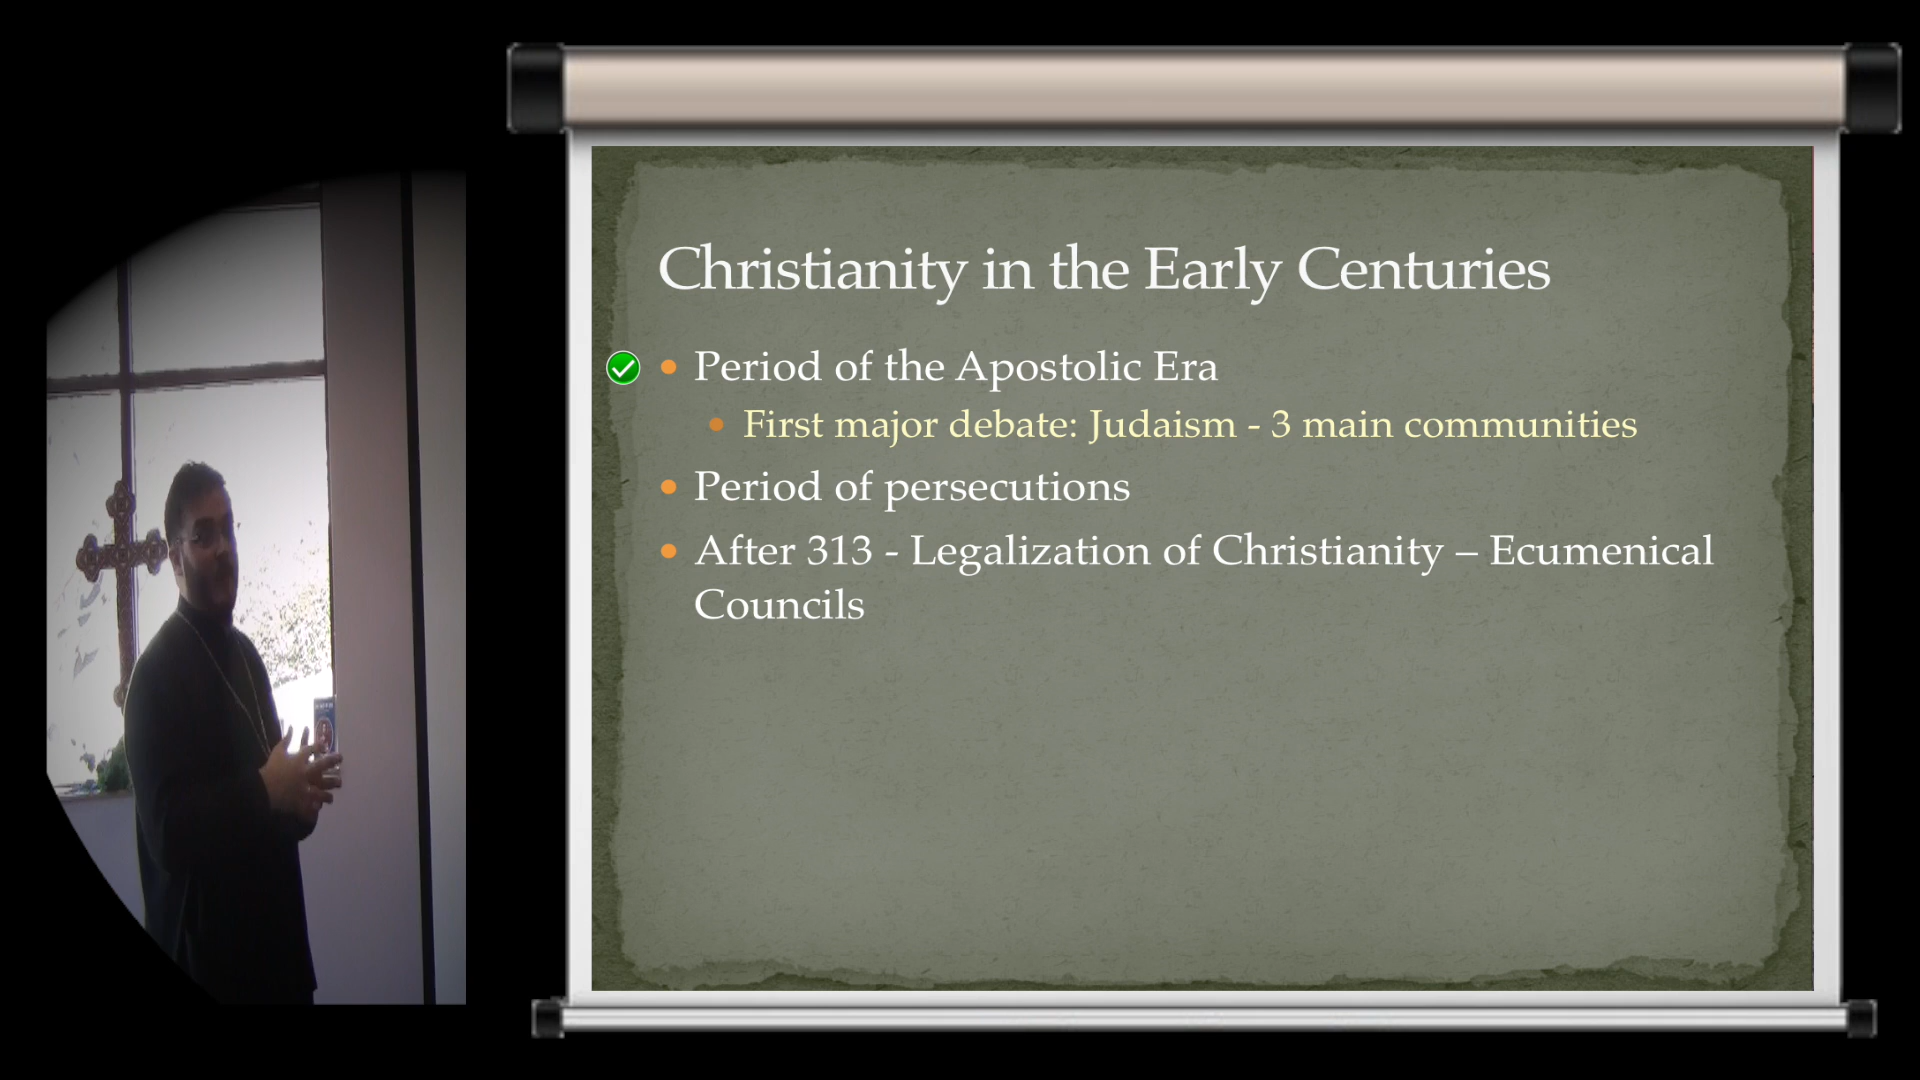 Christianity in the Early Centuries
Period of the Apostolic Era
First major debate: Judaism - 3 main communities
Period of persecutions
After 313 - Legalization of Christianity – Ecumenical
Councils